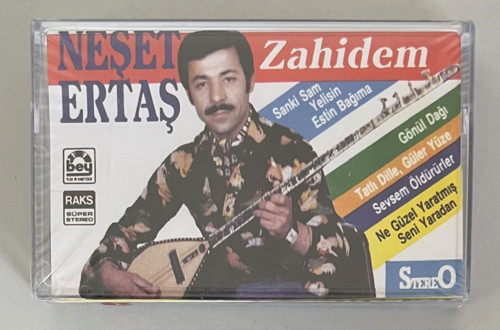 NEŞET
ERTAŞ
Zahidem
Sanki Sam
Yelisin
Estin Bağıma
Gönül Dağı
Tatlı Dille, Güler Yüze
Sevsem Öldürürler
Ne Güzel Yaratmış
Seni Yaradan
bey
RAKS
SÜPER
STEREO
STEREO